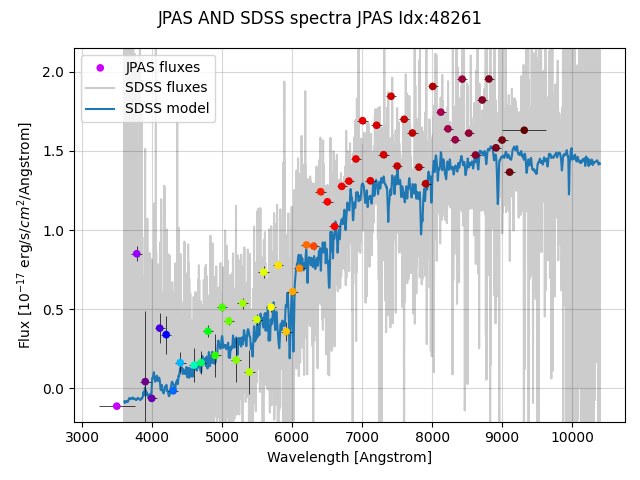 JPAS AND SDSS spectra JPAS Idx:48261
JPAS fluxes
SDSS fluxes
SDSS model
2.0
1.5
1.0
0.5
0.0
Flux [10⁻¹⁷ erg/s/cm²/Angstrom]
3000 4000 5000 6000 7000 8000 9000 10000
Wavelength [Angstrom]